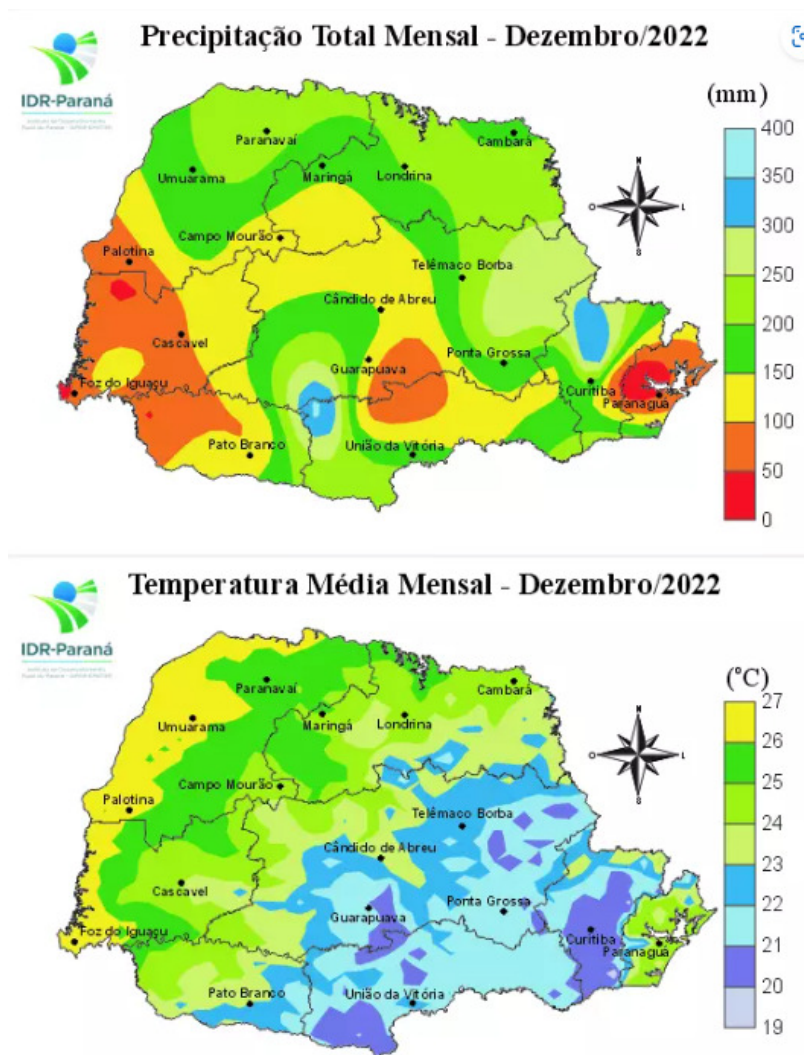 Precipitação Total Mensal - Dezembro/2022
IDR-Paraná
(mm)
400
350
300
250
200
150
100
50
0
N
O
L
S
Paranavaí
Cambará
Umuarama
Maringá
Londrina
Campo Mourão
Palotina
Telêmaco Borba
Cândido de Abreu
Cascavel
Guarapuava
Ponta Grossa
Foz do Iguaçu
Curitiba
Paranaguá
Pato Branco
União da Vitória
Temperatura Média Mensal - Dezembro/2022
IDR-Paraná
(°C)
27
26
25
24
23
22
21
20
19
N
O
L
S
Paranavaí
Cambará
Umuarama
Maringá
Londrina
Campo Mourão
Palotina
Telêmaco Borba
Cândido de Abreu
Cascavel
Guarapuava
Ponta Grossa
Foz do Iguaçu
Curitiba
Paranaguá
Pato Branco
União da Vitória